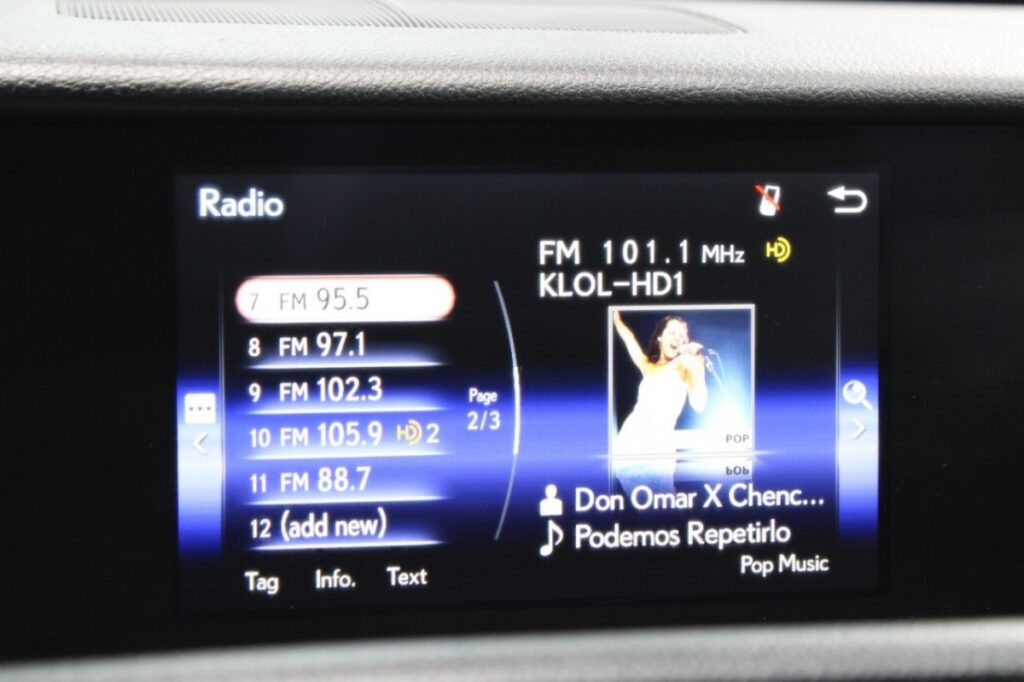 Radio
7 FM 95.5
8 FM 97.1
9 FM 102.3
10 FM 105.9 HD 2
11 FM 88.7
12 (add new)
Tag Info. Text
Page
2/3
FM 101.1 MHz HD
KLOL-HD1
POP
Don Omar X Chenc...
Podemos Repetirlo
Pop Music